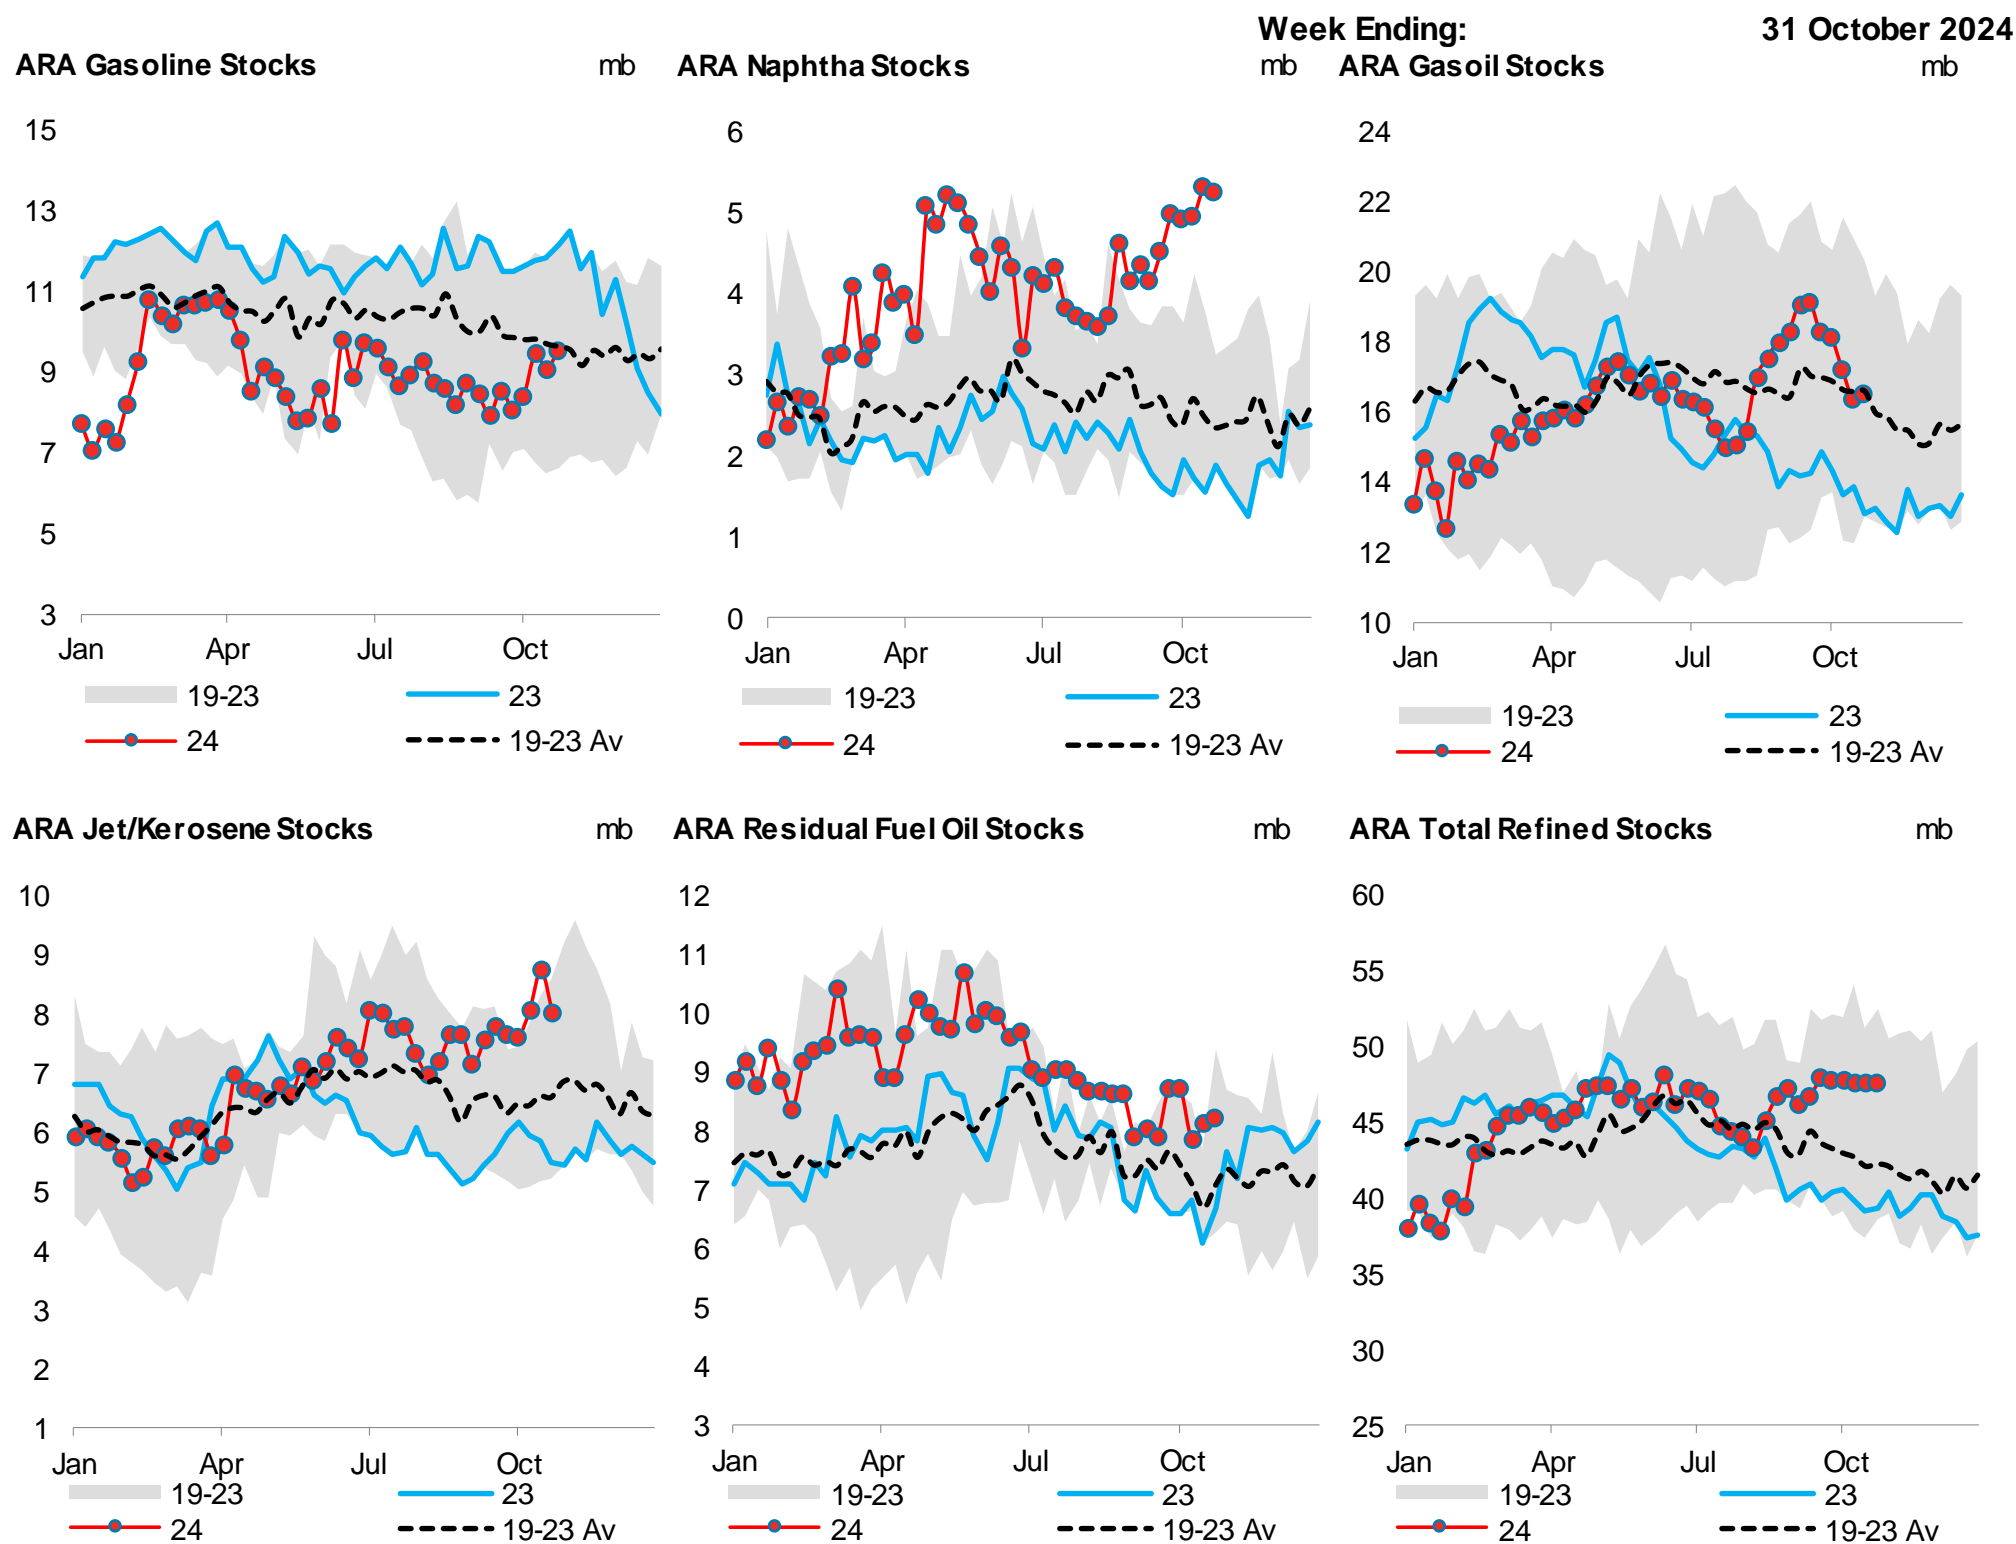 Week Ending: 31 October 2024
ARA Gasoline Stocks mb
15
13
11
9
7
5
3
Jan Apr Jul Oct
19-23 23
24 19-23 Av
ARA Naphtha Stocks mb
6
5
4
3
2
1
0
Jan Apr Jul Oct
19-23 23
24 19-23 Av
ARA Gasoil Stocks mb
24
22
20
18
16
14
12
10
Jan Apr Jul Oct
19-23 23
24 19-23 Av
ARA Jet/Kerosene Stocks mb
10
9
8
7
6
5
4
3
2
1
Jan Apr Jul Oct
19-23 23
24 19-23 Av
ARA Residual Fuel Oil Stocks mb
12
11
10
9
8
7
6
5
4
3
Jan Apr Jul Oct
19-23 23
24 19-23 Av
ARA Total Refined Stocks mb
60
55
50
45
40
35
30
25
Jan Apr Jul Oct
19-23 23
24 19-23 Av